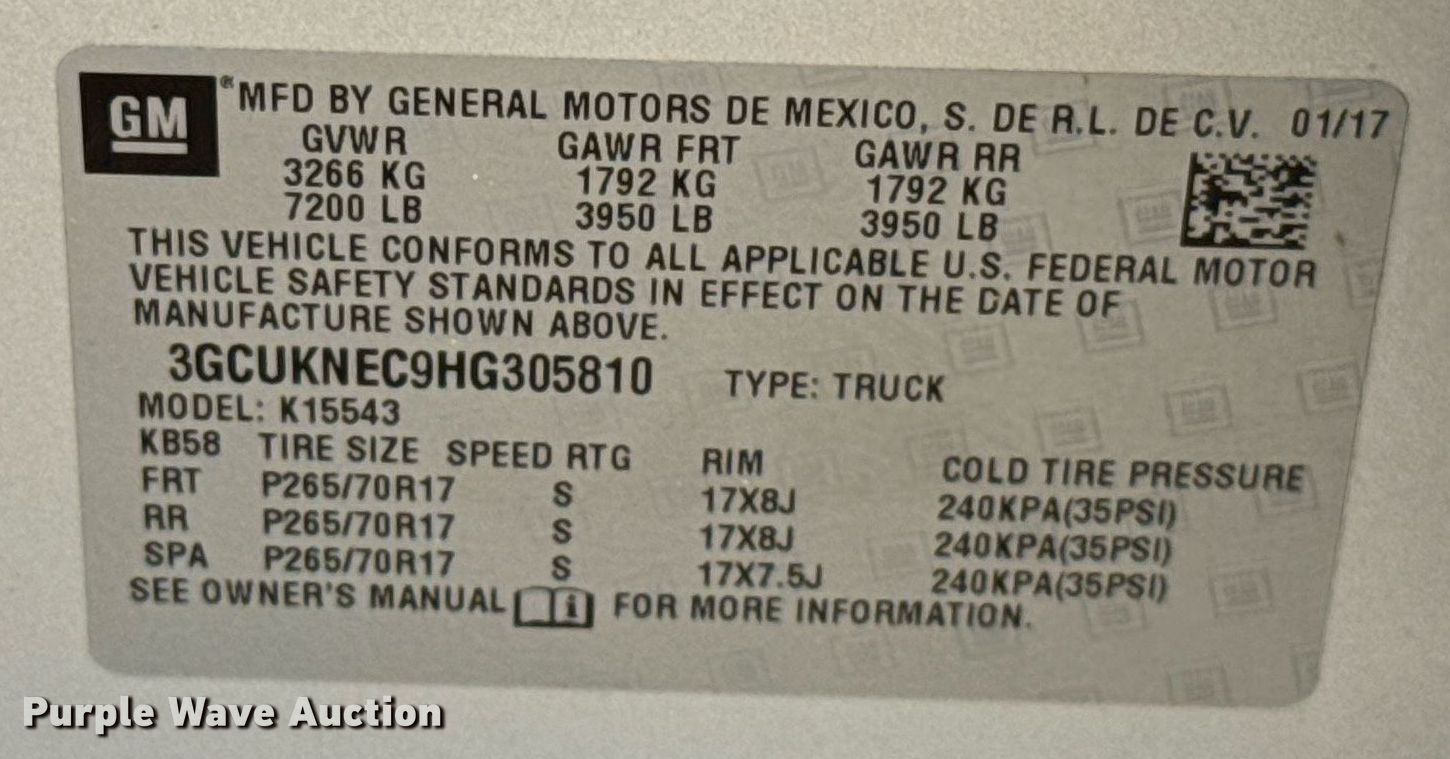 GM ® MFD BY GENERAL MOTORS DE MEXICO, S. DE R.L. DE C.V. 01/17
GVWR GAWR FRT GAWR RR
3266 KG 1792 KG 1792 KG
7200 LB 3950 LB 3950 LB
THIS VEHICLE CONFORMS TO ALL APPLICABLE U.S. FEDERAL MOTOR
VEHICLE SAFETY STANDARDS IN EFFECT ON THE DATE OF
MANUFACTURE SHOWN ABOVE.
3GCUKNEC9HG305810 TYPE: TRUCK
MODEL: K15543
KB58 TIRE SIZE SPEED RTG RIM COLD TIRE PRESSURE
FRT P265/70R17 S 17X8J 240KPA(35PSI)
RR P265/70R17 S 17X8J 240KPA(35PSI)
SPA P265/70R17 S 17X7.5J 240KPA(35PSI)
SEE OWNER'S MANUAL i FOR MORE INFORMATION.
Purple Wave Auction